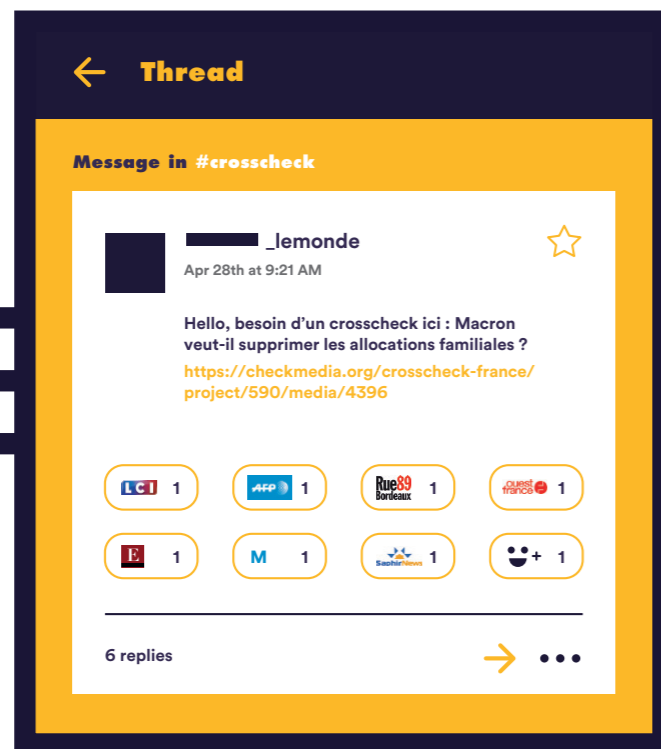 Thread
Message in #crosscheck
_lemonde
Apr 28th at 9:21 AM
Hello, besoin d'un crosscheck ici : Macron
veut-il supprimer les allocations familiales ?
https://checkmedia.org/crosscheck-france/
project/590/media/4396
LCI 1
AFP 1
Rue89
Bordeaux 1
ouest
france 1
E 1
M 1
SaphirNews 1
+ 1
6 replies